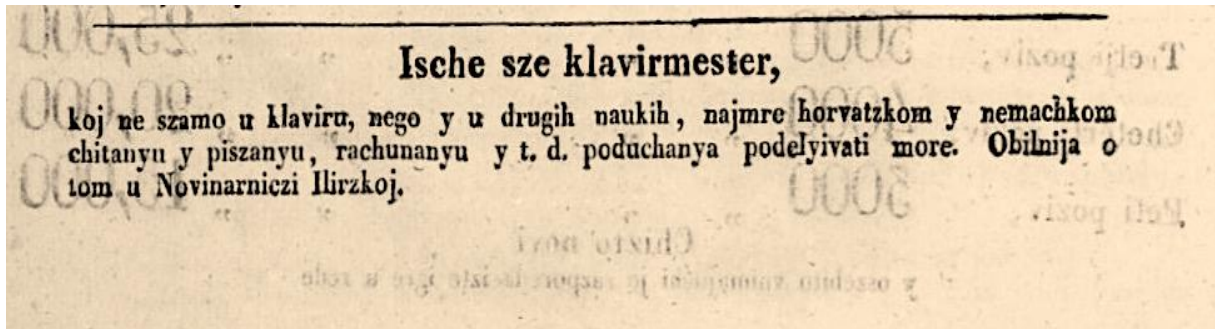 Ische sze klavirmester,
koj ne szamo u klaviru, nego y u drugih naukih, najmre horvatzkom y nemachkom
chitanyu y piszanyu, rachunanyu y t. d. poduchanya podelyivati more. Obilnija o
tom u Novinarniczi Ilirzkoj.